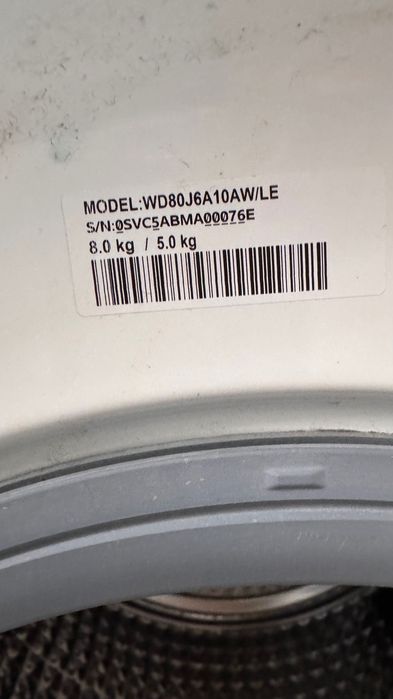 MODEL:WD80J6A10AW/LE
S/N:0SVC5ABMA00076E
8.0 kg / 5.0 kg